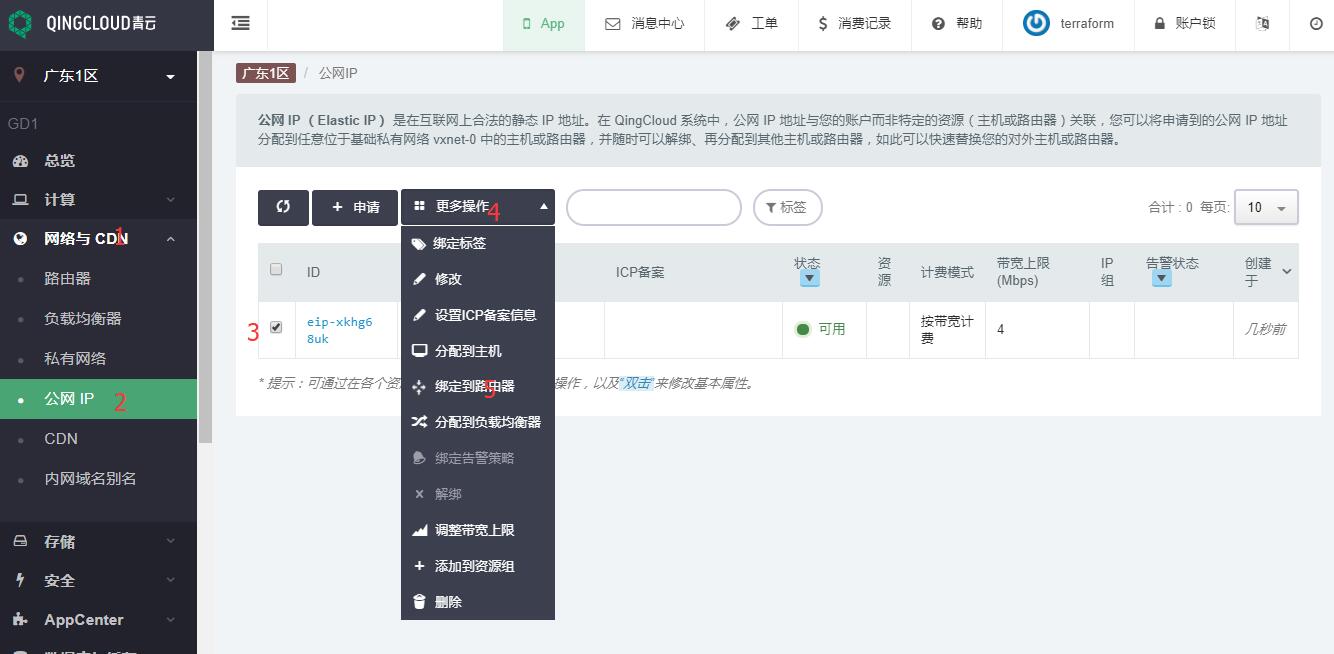 QINGCLOUD青云
App
消息中心
工单
消费记录
帮助
terraform
账户锁
广东1区
GD1
总览
计算
网络与 CDN
1
路由器
负载均衡器
私有网络
公网 IP
2
CDN
内网域名别名
存储
安全
AppCenter
广东1区 / 公网IP
公网 IP （ Elastic IP ） 是在互联网上合法的静态 IP 地址。在 QingCloud 系统中，公网 IP 地址与您的账户而非特定的资源（主机或路由器）关联，您可以将申请到的公网 IP 地址
分配到任意位于基础私有网络 vxnet-0 中的主机或路由器，并随时可以解绑、再分配到其他主机或路由器，如此可以快速替换您的对外主机或路由器。
+ 申请
更多操作
4
标签
合计 : 0 每页:
10
ID
ICP备案
状态
资
源
计费模式
带宽上限
(Mbps)
IP
组
告警状态
创建
于
3
eip-xkhg6
8uk
可用
按带宽计
费
4
几秒前
* 提示：可通过在各个资
操作，以及“双击”来修改基本属性。
绑定标签
修改
设置ICP备案信息
分配到主机
绑定到路由器
5
分配到负载均衡器
绑定告警策略
解绑
调整带宽上限
添加到资源组
删除